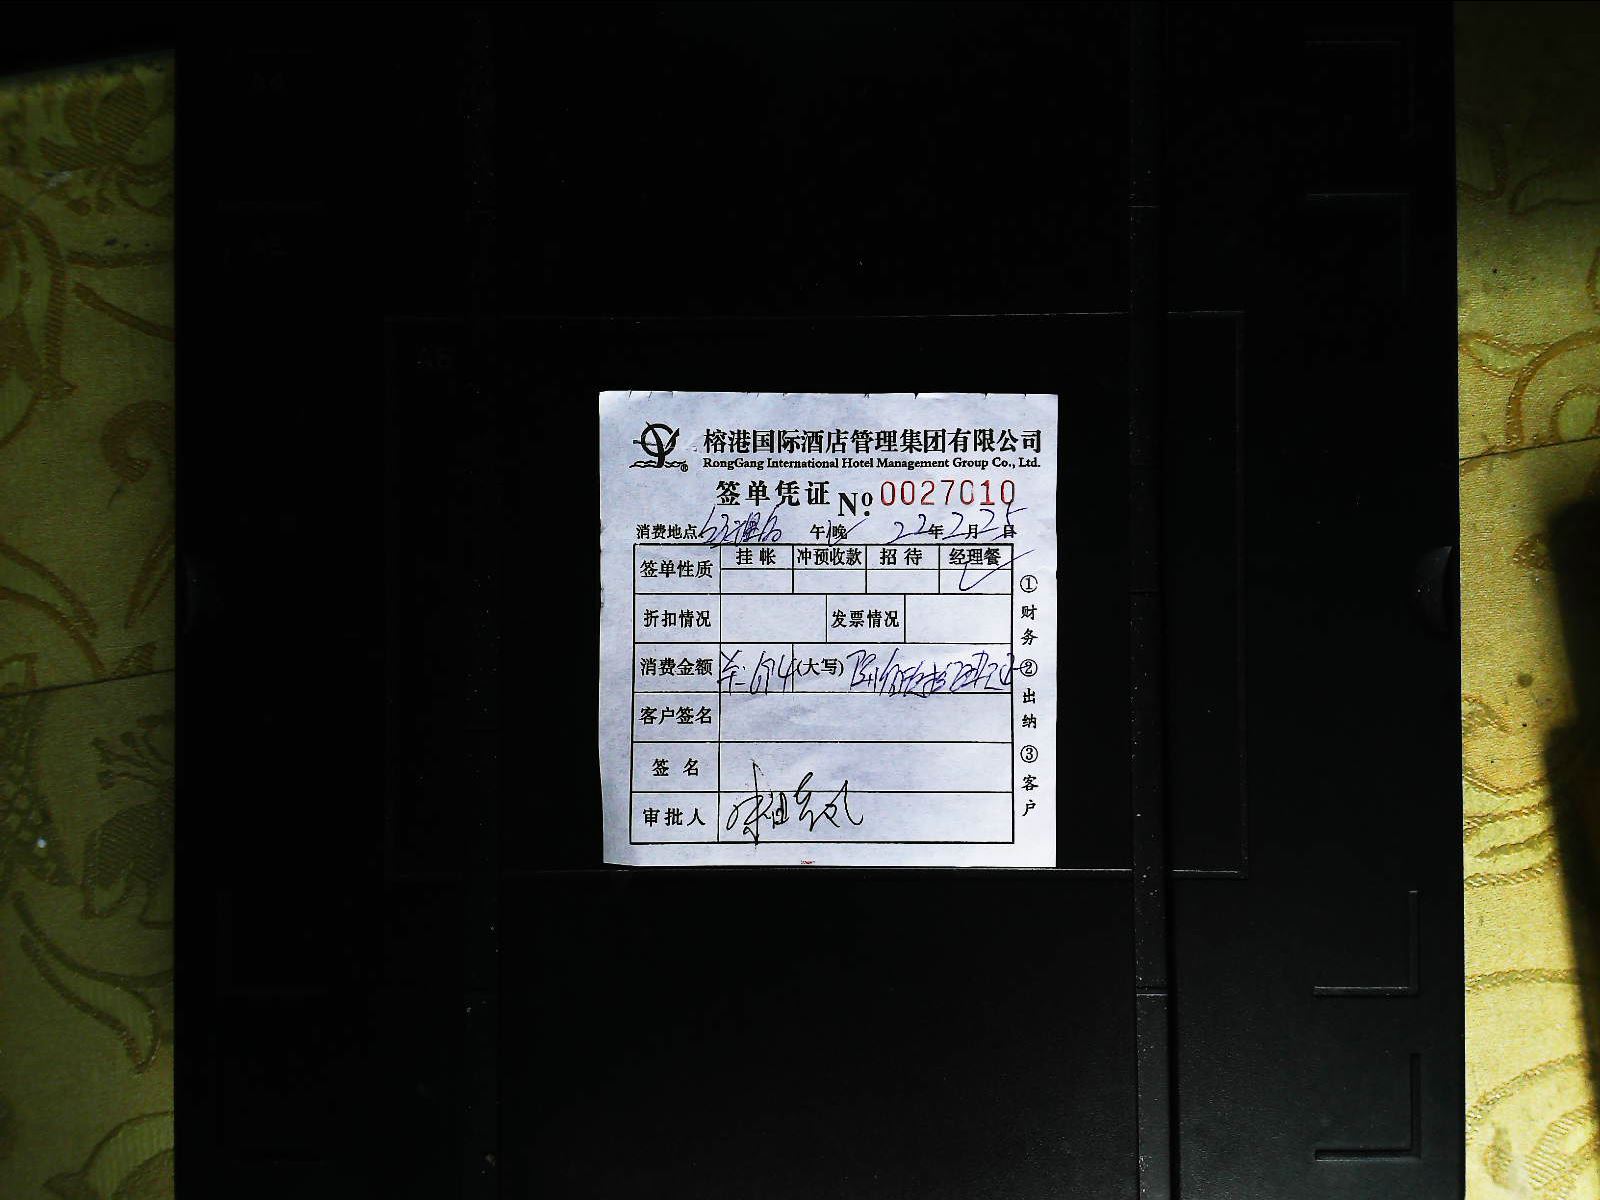 榕港国际酒店管理集团有限公司
RongGang International Hotel Management Group Co., Ltd.
签单凭证 №0027010
消费地点 午 晚 22年2月25日
签单性质 挂帐 冲预收款 招待 经理餐
折扣情况 发票情况
消费金额 (大写)
客户签名
签名
审批人
①财务 ②出纳 ③客户
A6